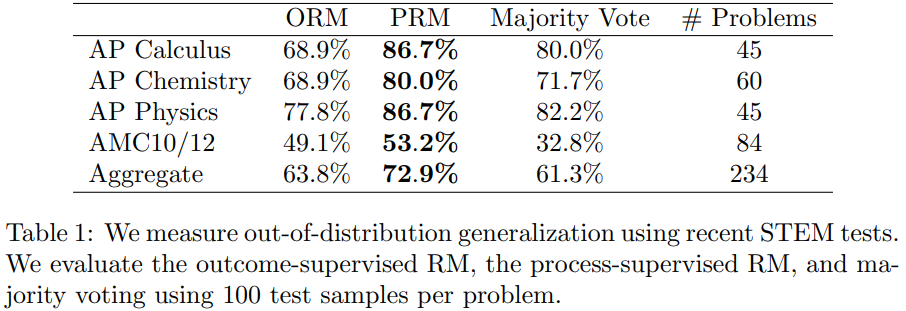 ORM PRM Majority Vote # Problems
AP Calculus 68.9% 86.7% 80.0% 45
AP Chemistry 68.9% 80.0% 71.7% 60
AP Physics 77.8% 86.7% 82.2% 45
AMC10/12 49.1% 53.2% 32.8% 84
Aggregate 63.8% 72.9% 61.3% 234
Table 1: We measure out-of-distribution generalization using recent STEM tests.
We evaluate the outcome-supervised RM, the process-supervised RM, and ma-
jority voting using 100 test samples per problem.